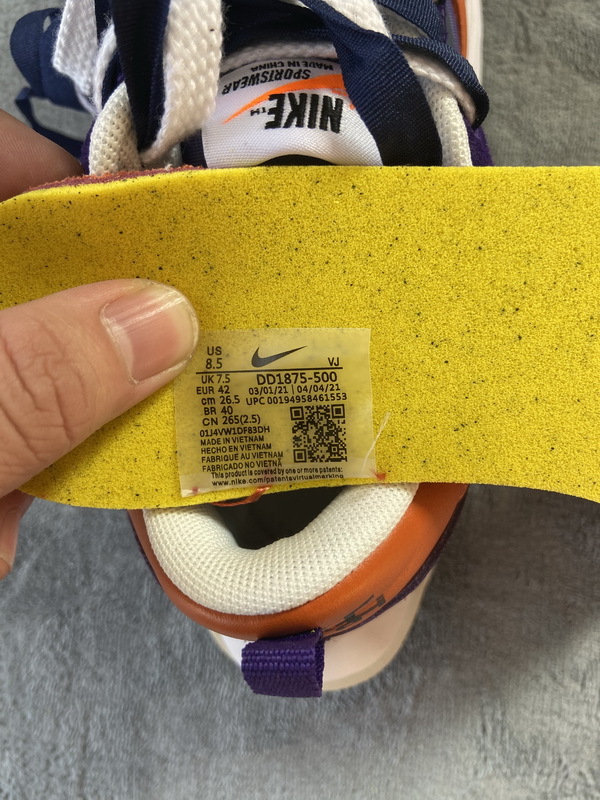 NIKE™
SPORTSWEAR
MADE IN CHINA
US
8.5
VJ
UK 7.5 DD1875-500
EUR 42 03/01/21 | 04/04/21
cm 26.5 UPC 00194958461553
BR 40
CN 265(2.5)
01J4VW1DF83DH
MADE IN VIETNAM
HECHO EN VIETNAM
FABRIQUE AU VIETNAM
FABRICADO NO VIETNA
This product is covered by one or more patents:
www.nike.com/patentsvirtualmarking